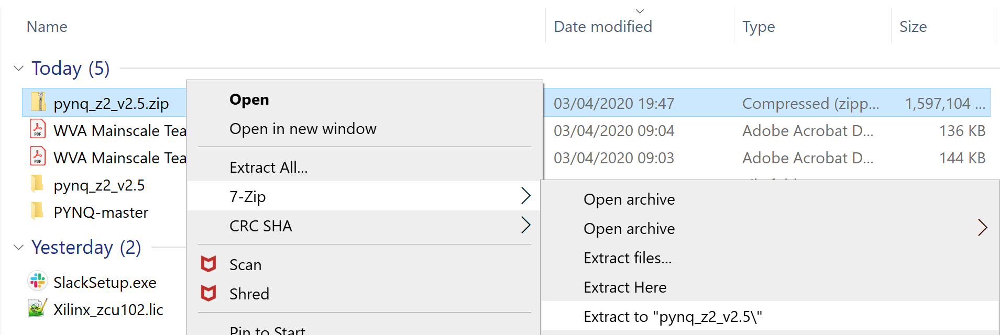 Name Date modified Type Size
Today (5)
pynq_z2_v2.5.zip 03/04/2020 19:47 Compressed (zipp... 1,597,104 ...
WVA Mainscale Tea 03/04/2020 09:04 Adobe Acrobat D... 136 KB
WVA Mainscale Tea 03/04/2020 09:03 Adobe Acrobat D... 144 KB
pynq_z2_v2.5
PYNQ-master
Yesterday (2)
SlackSetup.exe
Xilinx_zcu102.lic
Open
Open in new window
Extract All...
7-Zip
CRC SHA
Scan
Shred
Pin to Start
Open archive
Open archive
Extract files...
Extract Here
Extract to "pynq_z2_v2.5\"